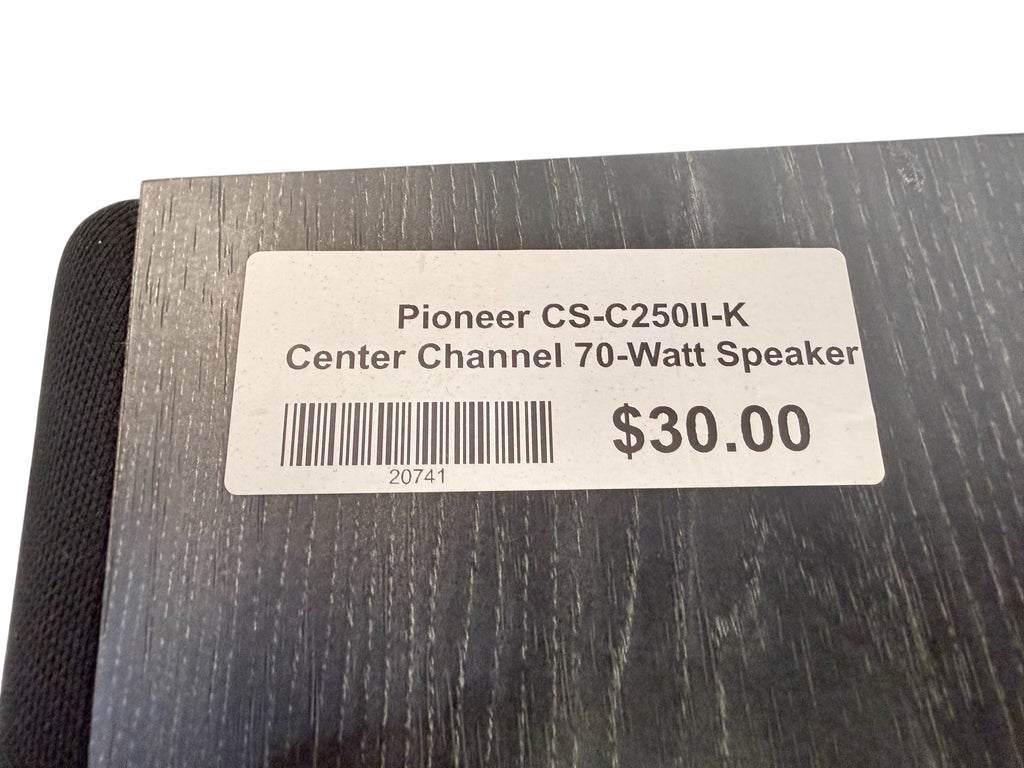 Pioneer CS-C250II-K
Center Channel 70-Watt Speaker
$30.00
20741